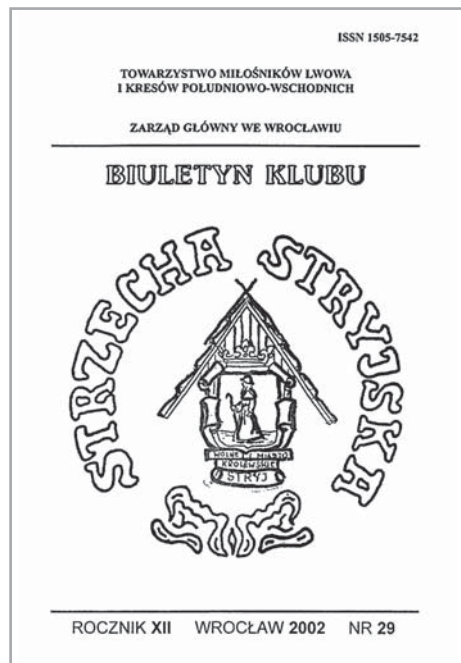 ISSN 1505-7542
TOWARZYSTWO MIŁOŚNIKÓW LWOWA
I KRESÓW POŁUDNIOWO-WSCHODNICH
ZARZĄD GŁÓWNY WE WROCŁAWIU
BIULETYN KLUBU
STRZECHA STRYJSKA
WOLNE MIASTO
KRÓLEWSKIE
STRYJ
ROCZNIK XII WROCŁAW 2002 NR 29